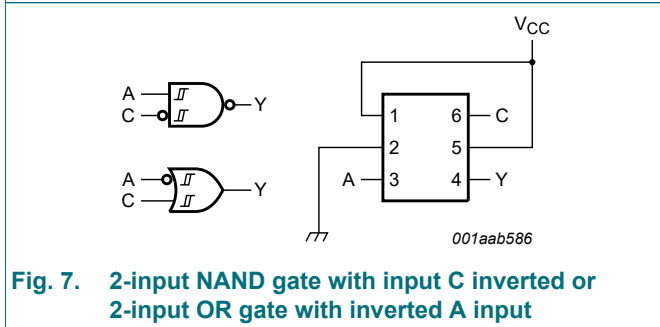 VCC
A
C
Y
A
C
Y
1 6 C
2 5
A 3 4 Y
001aab586
Fig. 7. 2-input NAND gate with input C inverted or
2-input OR gate with inverted A input